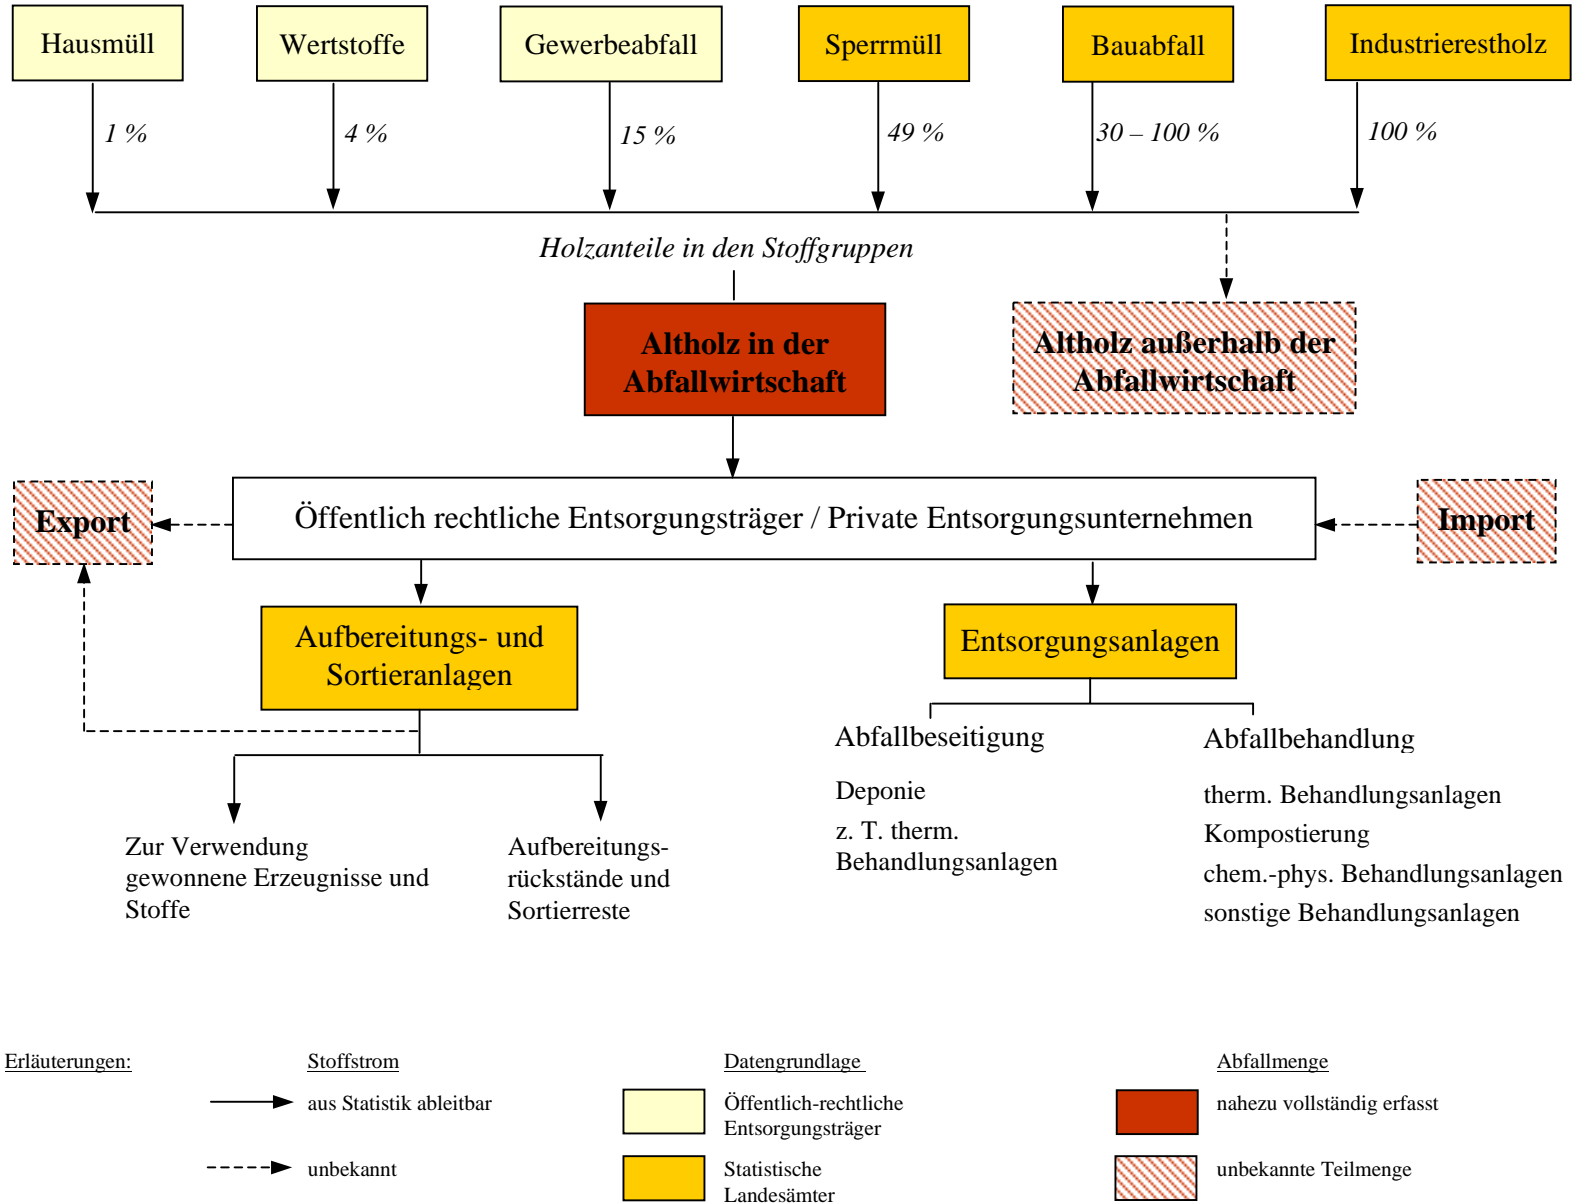 Hausmüll
Wertstoffe
Gewerbeabfall
Sperrmüll
Bauabfall
Industrierestholz
1 %
4 %
15 %
49 %
30 – 100 %
100 %
Holzanteile in den Stoffgruppen
Altholz in der
Abfallwirtschaft
Altholz außerhalb der
Abfallwirtschaft
Export
Öffentlich rechtliche Entsorgungsträger / Private Entsorgungsunternehmen
Import
Aufbereitungs- und
Sortieranlagen
Entsorgungsanlagen
Zur Verwendung
gewonnene Erzeugnisse und
Stoffe
Aufbereitungs-
rückstände und
Sortierreste
Abfallbeseitigung
Deponie
z. T. therm.
Behandlungsanlagen
Abfallbehandlung
therm. Behandlungsanlagen
Kompostierung
chem.-phys. Behandlungsanlagen
sonstige Behandlungsanlagen
Erläuterungen:
Stoffstrom
aus Statistik ableitbar
unbekannt
Datengrundlage
Öffentlich-rechtliche
Entsorgungsträger
Statistische
Landesämter
Abfallmenge
nahezu vollständig erfasst
unbekannte Teilmenge